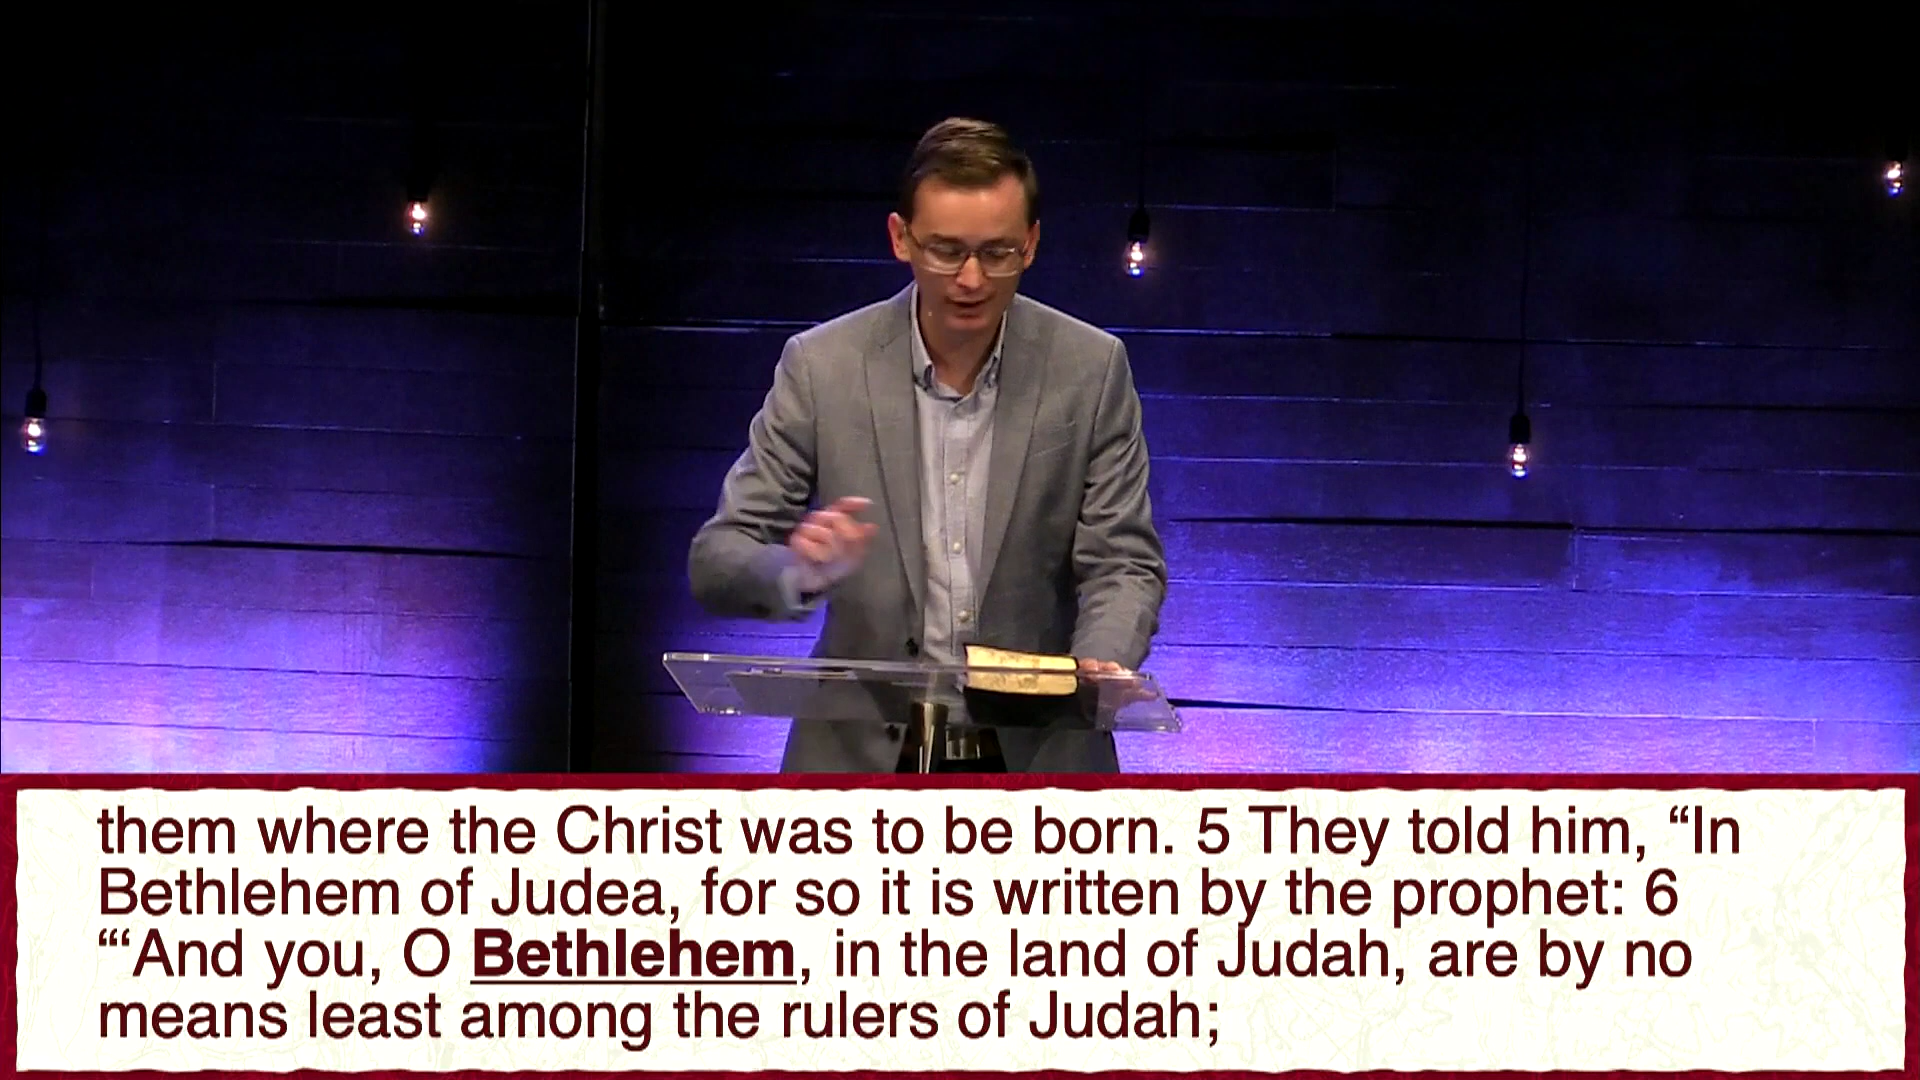 them where the Christ was to be born. 5 They told him, “In
Bethlehem of Judea, for so it is written by the prophet: 6
“‘And you, O Bethlehem, in the land of Judah, are by no
means least among the rulers of Judah;